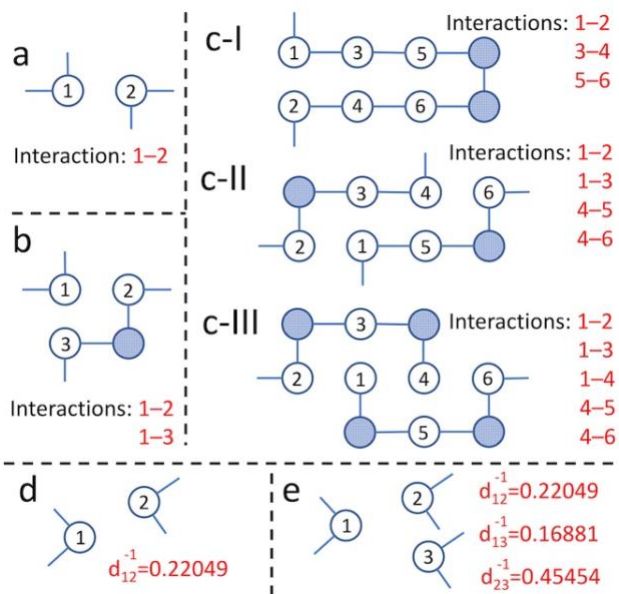 a
1 2
Interaction: 1–2
b
1 2
3
Interactions: 1–2
1–3
c-I
1 3 5
2 4 6
Interactions: 1–2
3–4
5–6
c-II
3 4 6
2 1 5
Interactions: 1–2
1–3
4–5
4–6
c-III
3
2 1 4 6
5
Interactions: 1–2
1–3
1–4
4–5
4–6
d
2
1
d₁₂⁻¹=0.22049
e
2
1
3
d₁₂⁻¹=0.22049
d₁₃⁻¹=0.16881
d₂₃⁻¹=0.45454